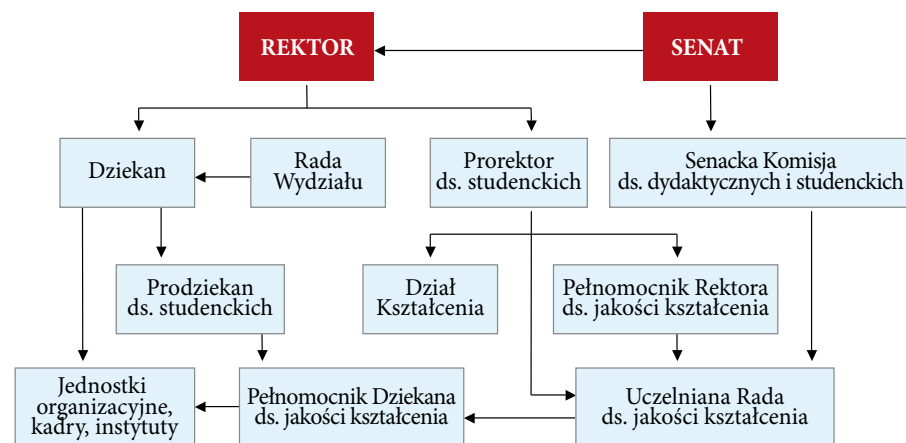 REKTOR
SENAT
Dziekan
Rada
Wydziału
Prorektor
ds. studenckich
Senacka Komisja
ds. dydaktycznych i studenckich
Prodziekan
ds. studenckich
Dział
Kształcenia
Pełnomocnik Rektora
ds. jakości kształcenia
Jednostki
organizacyjne,
kadry, instytuty
Pełnomocnik Dziekana
ds. jakości kształcenia
Uczelniana Rada
ds. jakości kształcenia